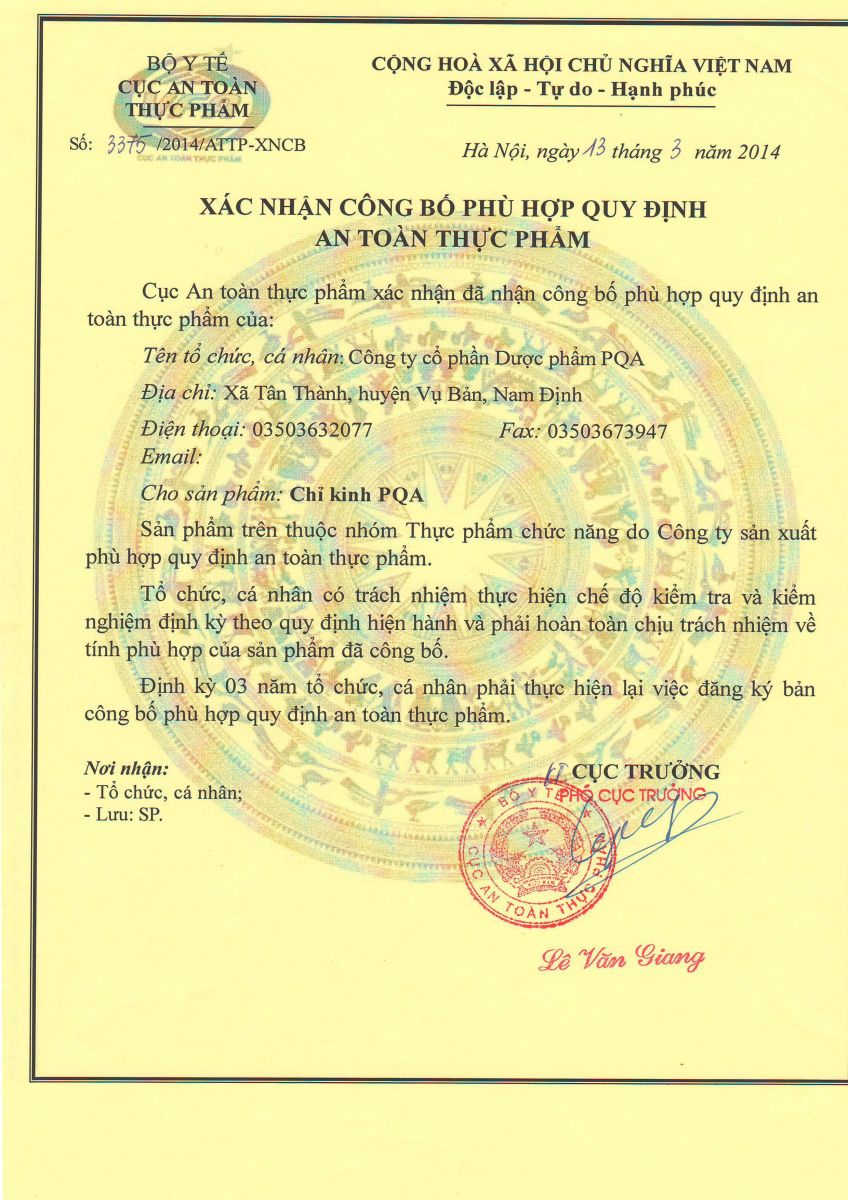 BỘ Y TẾ
CỤC AN TOÀN
THỰC PHẨM
CỤC AN TOÀN THỰC PHẨM
Số: 3375 /2014/ATTP-XNCB
CỘNG HOÀ XÃ HỘI CHỦ NGHĨA VIỆT NAM
Độc lập - Tự do - Hạnh phúc
Hà Nội, ngày 13 tháng 3 năm 2014
XÁC NHẬN CÔNG BỐ PHÙ HỢP QUY ĐỊNH
AN TOÀN THỰC PHẨM
Cục An toàn thực phẩm xác nhận đã nhận công bố phù hợp quy định an
toàn thực phẩm của:
Tên tổ chức, cá nhân: Công ty cổ phần Dược phẩm PQA
Địa chỉ: Xã Tân Thành, huyện Vụ Bản, Nam Định
Điện thoại: 03503632077 Fax: 03503673947
Email:
Cho sản phẩm: Chỉ kinh PQA
Sản phẩm trên thuộc nhóm Thực phẩm chức năng do Công ty sản xuất
phù hợp quy định an toàn thực phẩm.
Tổ chức, cá nhân có trách nhiệm thực hiện chế độ kiểm tra và kiểm
nghiệm định kỳ theo quy định hiện hành và phải hoàn toàn chịu trách nhiệm về
tính phù hợp của sản phẩm đã công bố.
Định kỳ 03 năm tổ chức, cá nhân phải thực hiện lại việc đăng ký bản
công bố phù hợp quy định an toàn thực phẩm.
Nơi nhận:
- Tổ chức, cá nhân;
- Lưu: SP.
CỤC TRƯỞNG
PHÓ CỤC TRƯỞNG
BỘ Y TẾ
CỤC AN TOÀN THỰC PHẨM
Lê Văn Giang